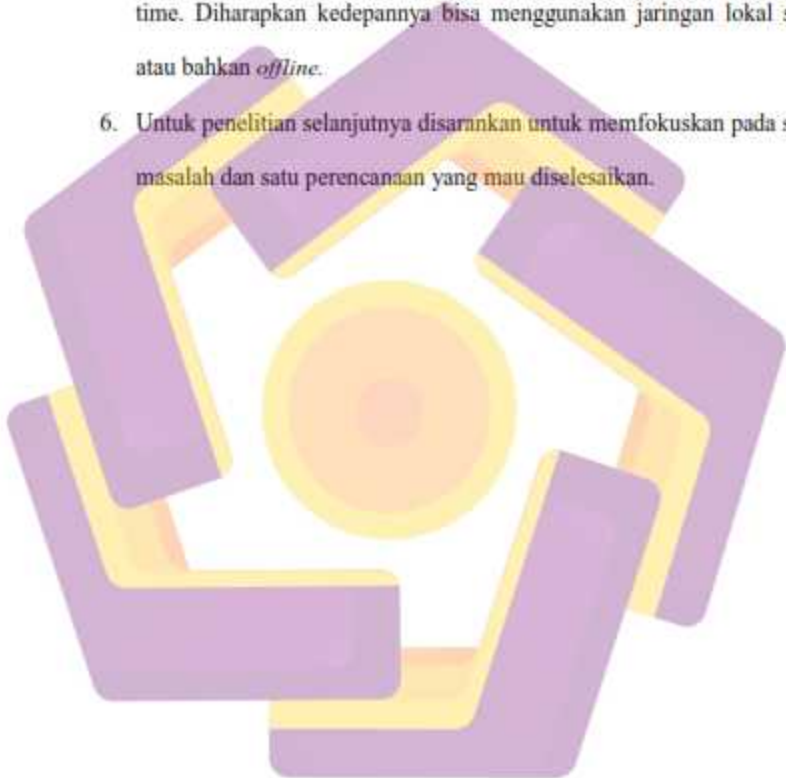 time. Diharapkan kedepannya bisa menggunakan jaringan lokal
atau bahkan offline.
6. Untuk penelitian selanjutnya disarankan untuk memfokuskan pada
masalah dan satu perencanaan yang mau diselesaikan.